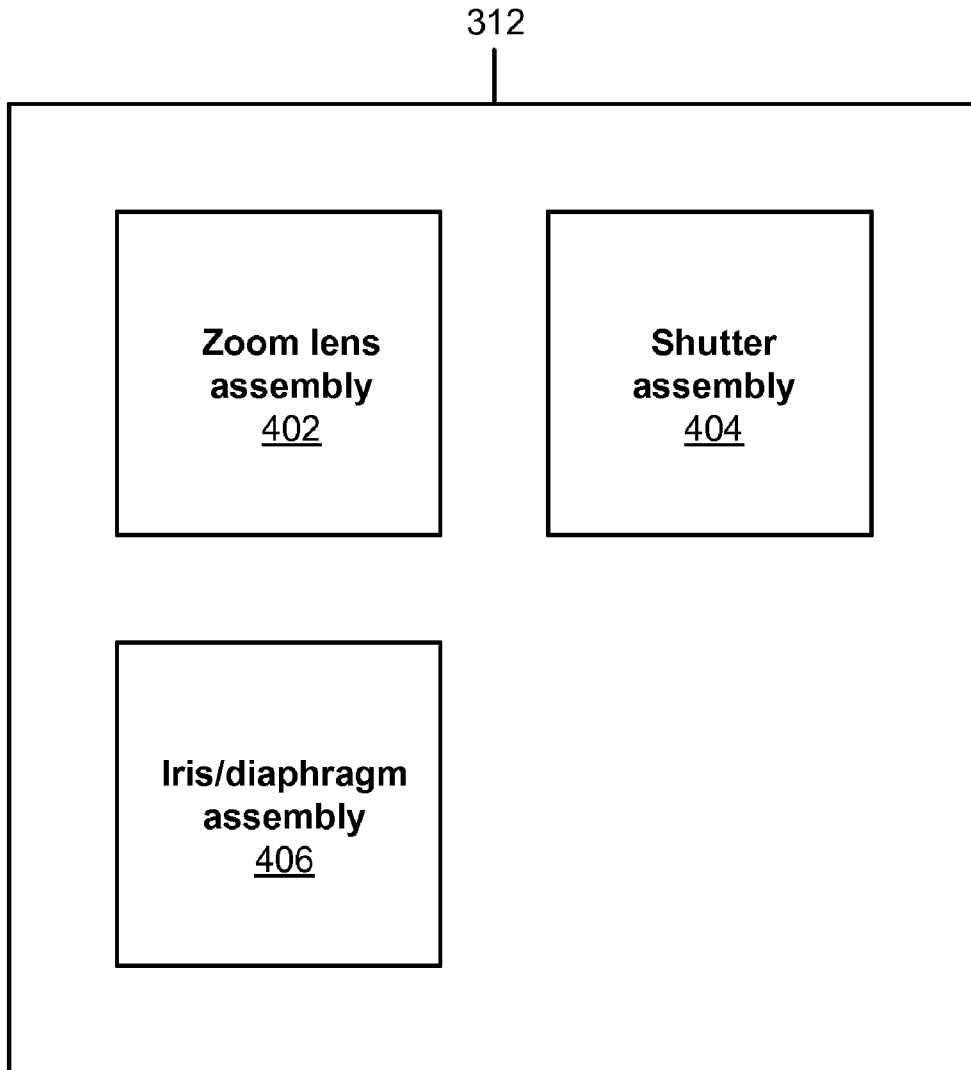 312
Zoom lens
assembly
402
Shutter
assembly
404
Iris/diaphragm
assembly
406